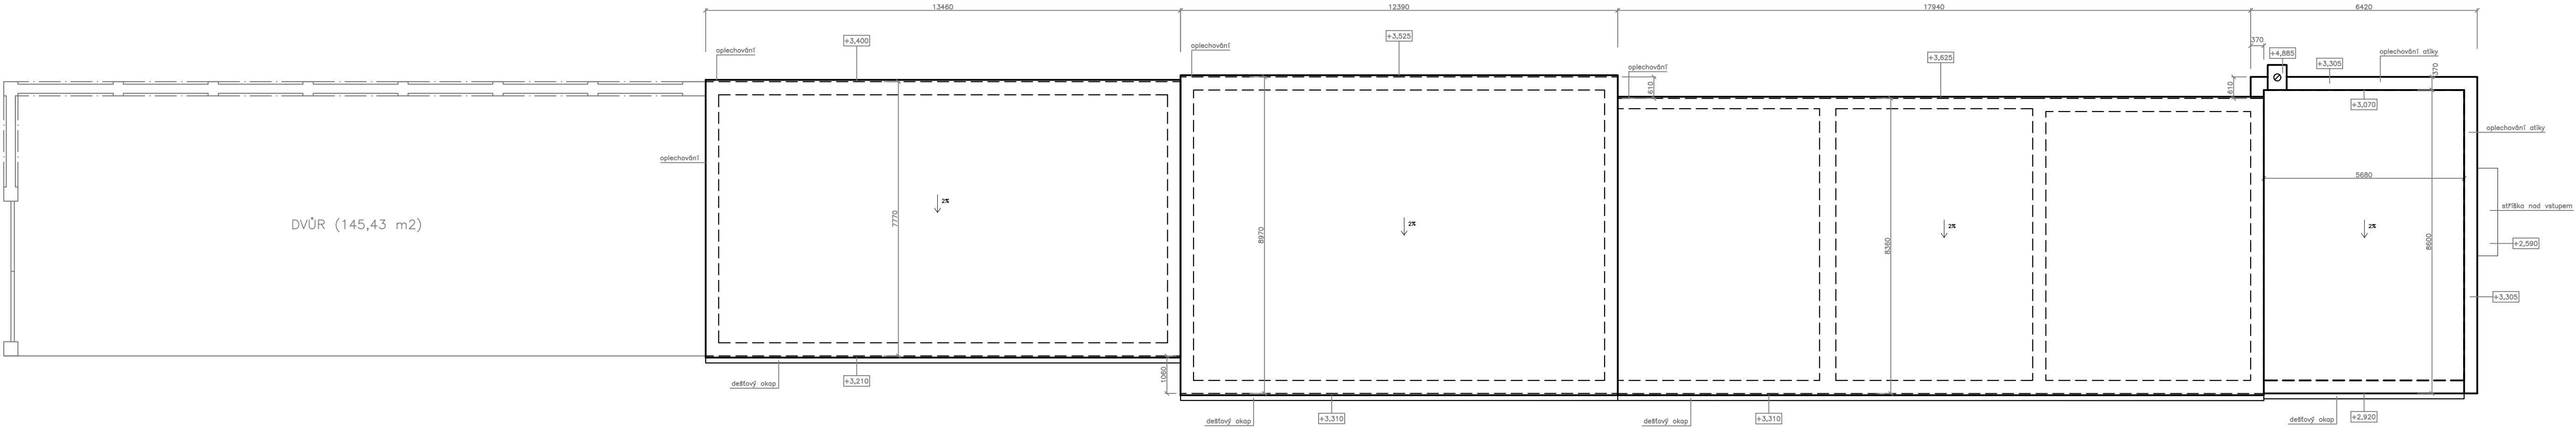 13460
12390
17940
6420
+3,400
+3,525
370
oplechování
oplechování
+4,885
oplechování atiky
+3,625
+3,305
oplechování
370
610
610
+3,070
oplechování atiky
oplechování
5680
2%
7770
stříška nad vstupem
DVŮR (145,43 m2)
2%
2%
2%
8970
8360
8600
+2,590
+3,305
1060
dešťový okap
+3,210
dešťový okap
+3,310
dešťový okap
+3,310
dešťový okap
+2,920